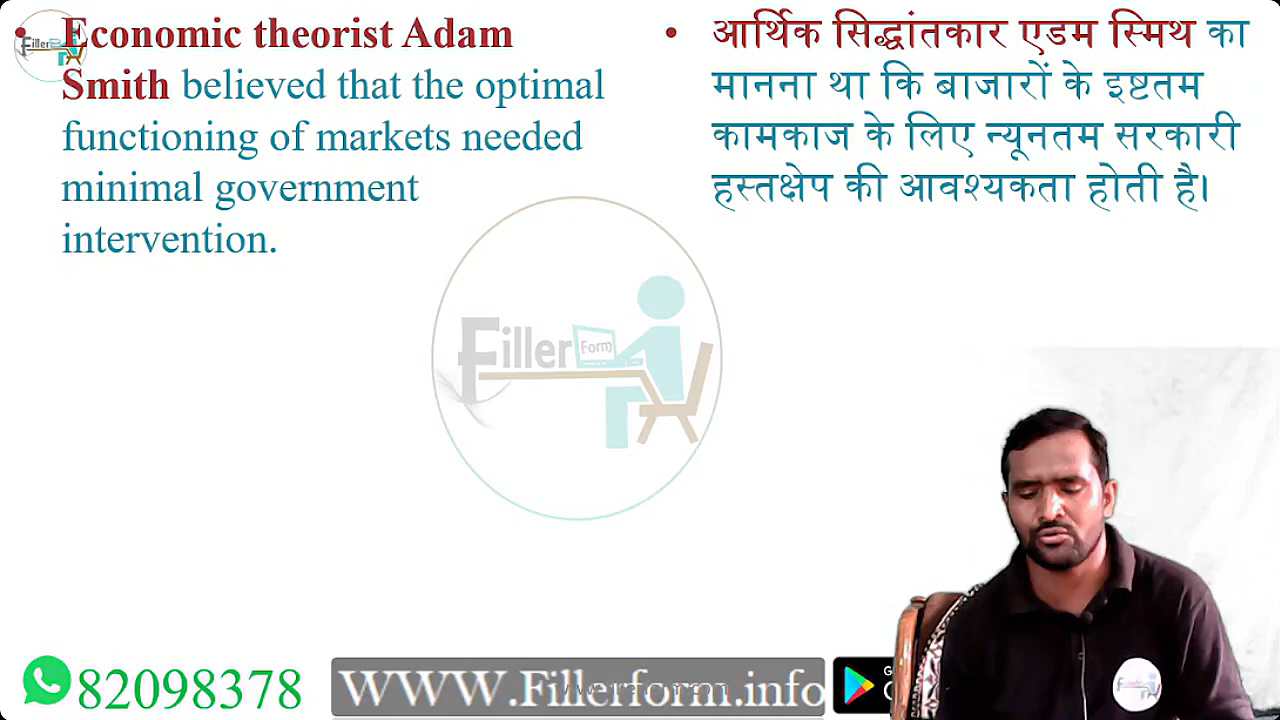 Economic theorist Adam
Smith believed that the optimal
functioning of markets needed
minimal government
intervention.
आर्थिक सिद्धांतकार एडम स्मिथ का
मानना था कि बाजारों के इष्टतम
कामकाज के लिए न्यूनतम सरकारी
हस्तक्षेप की आवश्यकता होती है।
Filler Form
82098378
WWW.Fillerform.info